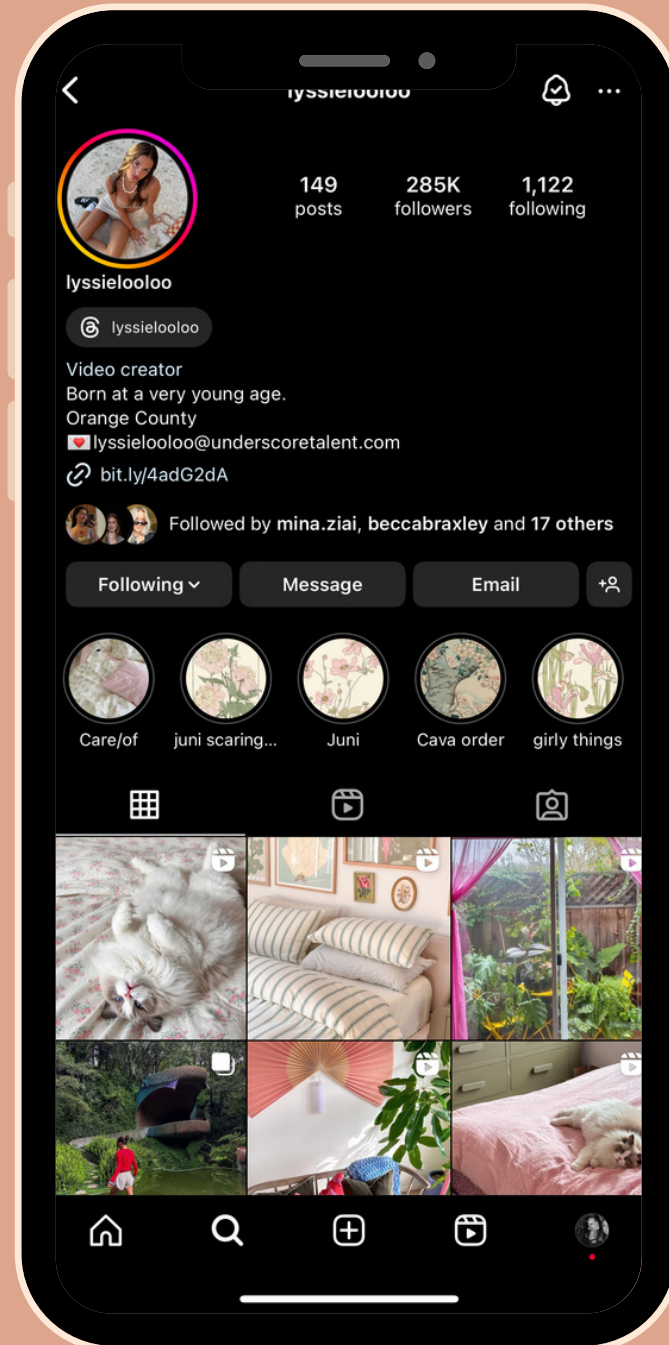 lyssielooloo
149 285K 1,122
posts followers following
lyssielooloo
lyssielooloo
Video creator
Born at a very young age.
Orange County
💌lyssielooloo@underscoretalent.com
bit.ly/4adG2dA
Followed by mina.ziai, beccabraxley and 17 others
Following Message Email
Care/of juni scaring... Juni Cava order girly things